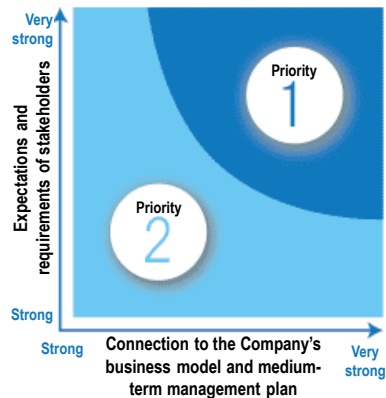 Very
strong
Expectations and
requirements of stakeholders
Priority
1
Priority
2
Strong
Strong
Connection to the Company's
business model and medium-
term management plan
Very
strong